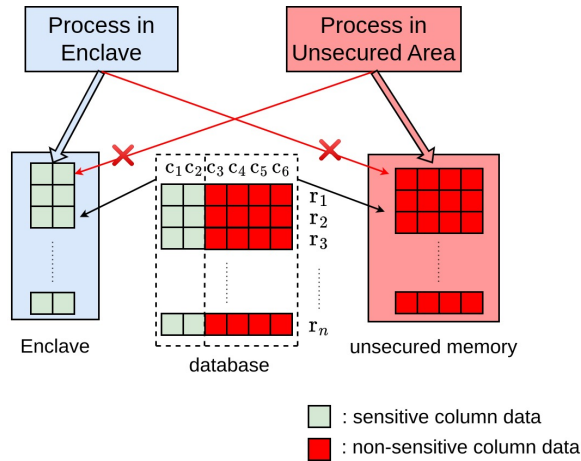 Process in
Enclave
Process in
Unsecured Area
c₁ c₂ c₃ c₄ c₅ c₆
r₁
r₂
r₃
rₙ
Enclave
database
unsecured memory
: sensitive column data
: non-sensitive column data